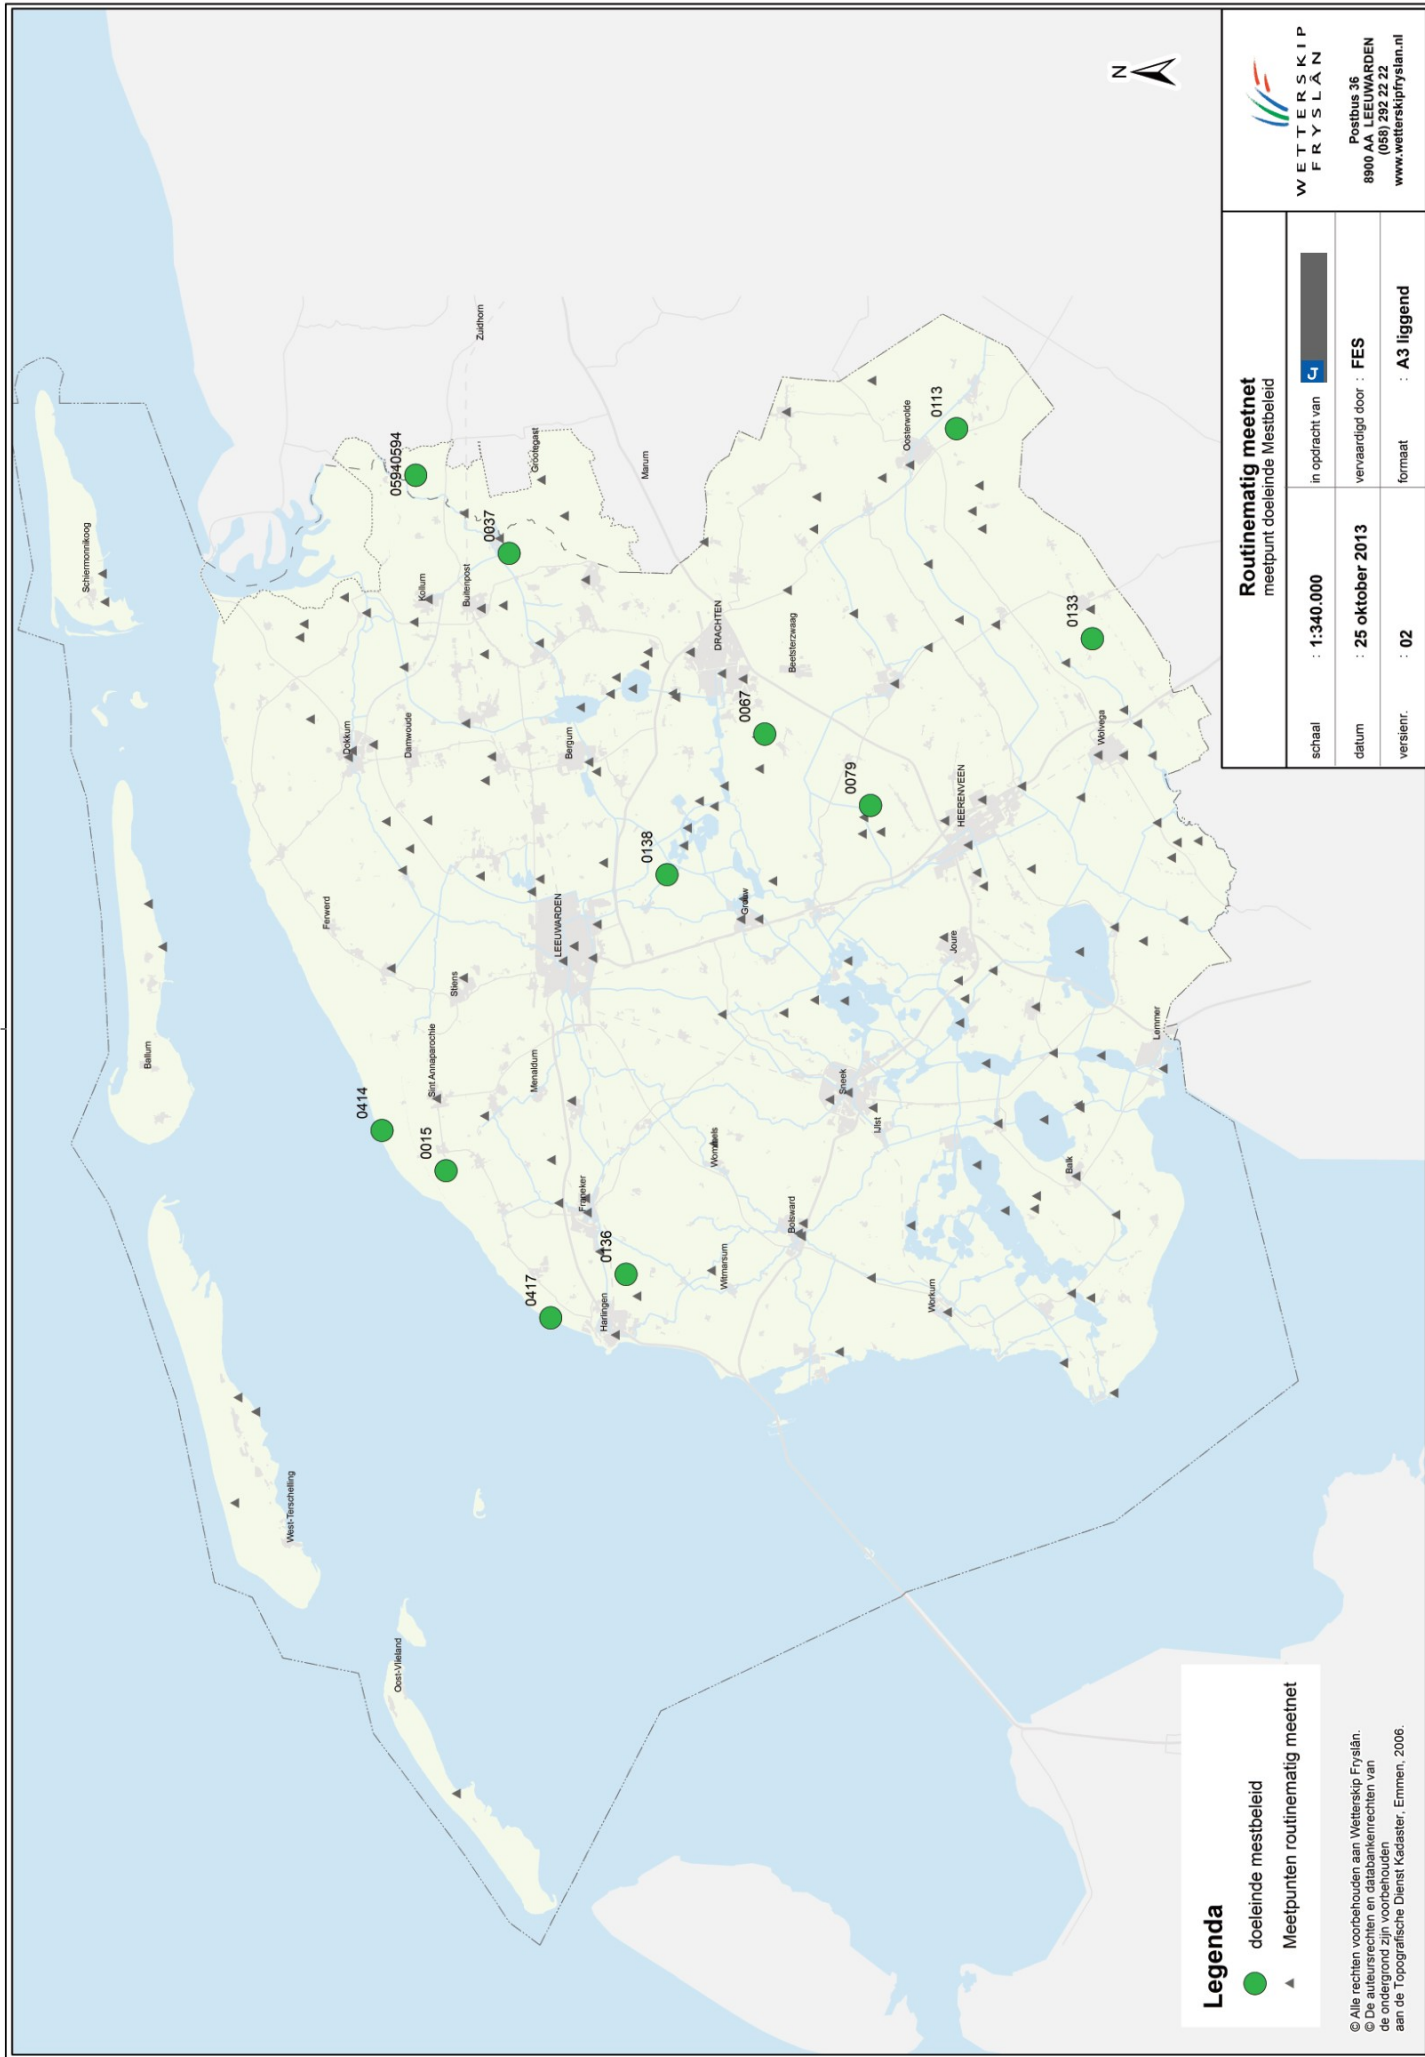 Schiermonnikoog
Ballum
West-Terschelling
Oost-Vlieland
N
05940594
Zuidhorn
0037
Grootegast
Marum
Kollum
Buitenpost
Dokkum
Damwoude
Bergum
Ferwerd
Stiens
LEEUWARDEN
Sint Annaparochie
Menaldum
0414
0015
0417
0136
Franeker
Harlingen
Witmarsum
Wommels
Bolsward
Workum
0138
Grouw
DRACHTEN
Beetsterzwaag
0067
0079
Oosterwolde
0113
0133
HEERENVEEN
Wolvega
Joure
Sneek
IJlst
Balk
Lemmer
Legenda
doeleinde mestbeleid
Meetpunten routinematig meetnet
© Alle rechten voorbehouden aan Wetterskip Fryslân.
© De auteursrechten en databankenrechten van
de ondergrond zijn voorbehouden
aan de Topografische Dienst Kadaster, Emmen, 2006.
Routinematig meetnet
meetpunt doeleinde Mestbeleid
schaal : 1:340.000
in opdracht van
datum : 25 oktober 2013
vervaardigd door : FES
versienr. : 02
formaat : A3 liggend
WETTERSKIP
FRYSLÂN
Postbus 36
8900 AA LEEUWARDEN
(058) 292 22 22
www.wetterskipfryslan.nl